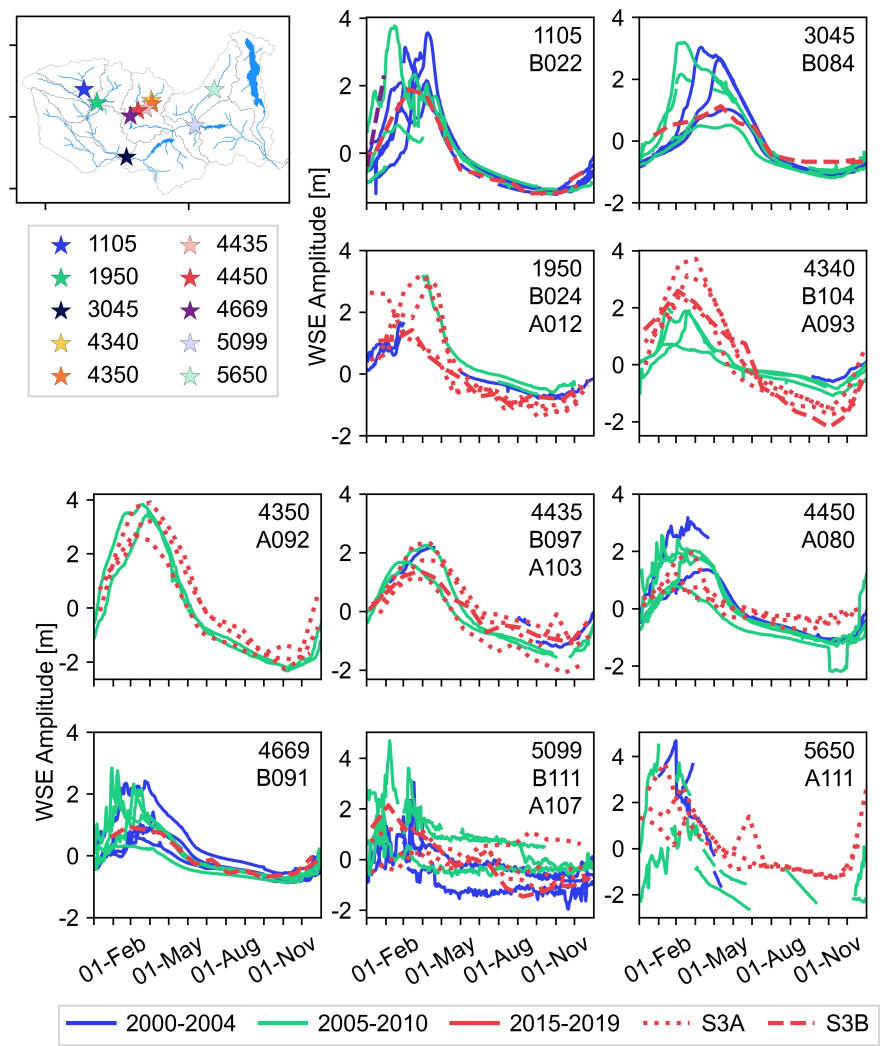 1105
1950
3045
4340
4350
4435
4450
4669
5099
5650
WSE Amplitude [m]
4
2
0
1105
B022
4
2
0
-2
3045
B084
4
2
0
-2
1950
B024
A012
4
2
0
-2
4340
B104
A093
WSE Amplitude [m]
4
2
0
-2
4350
A092
4
2
0
-2
4435
B097
A103
4
2
0
-2
4450
A080
4
2
0
-2
4669
B091
4
2
0
-2
5099
B111
A107
4
2
0
-2
5650
A111
01-Feb 01-May 01-Aug 01-Nov
01-Feb 01-May 01-Aug 01-Nov
01-Feb 01-May 01-Aug 01-Nov
2000-2004 2005-2010 2015-2019 S3A S3B